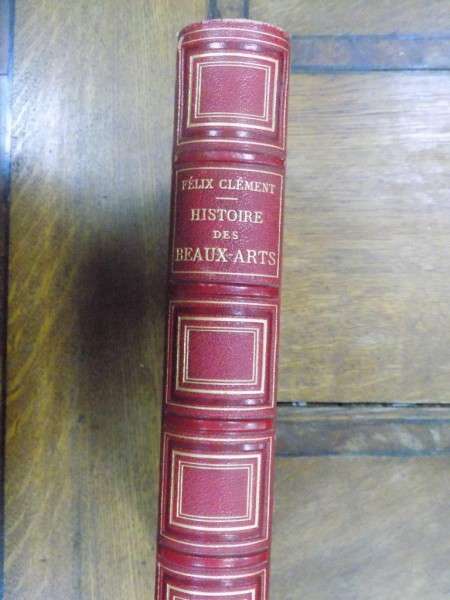 FÉLIX CLÉMENT
HISTOIRE
DES
BEAUX-ARTS